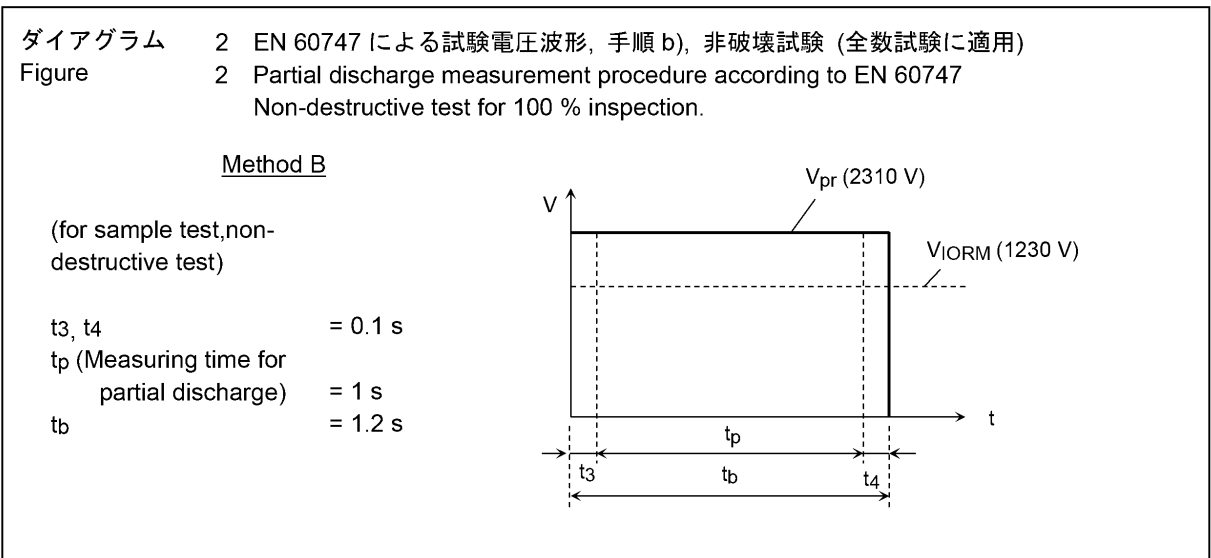 ダイアグラム 2 EN 60747 による試験電圧波形, 手順 b), 非破壊試験 (全数試験に適用)
Figure 2 Partial discharge measurement procedure according to EN 60747
Non-destructive test for 100 % inspection.
Method B
(for sample test,non-
destructive test)
t3, t4 = 0.1 s
tp (Measuring time for
partial discharge) = 1 s
tb = 1.2 s
Vpr (2310 V)
V
VIORM (1230 V)
t
tp
t3
tb
t4